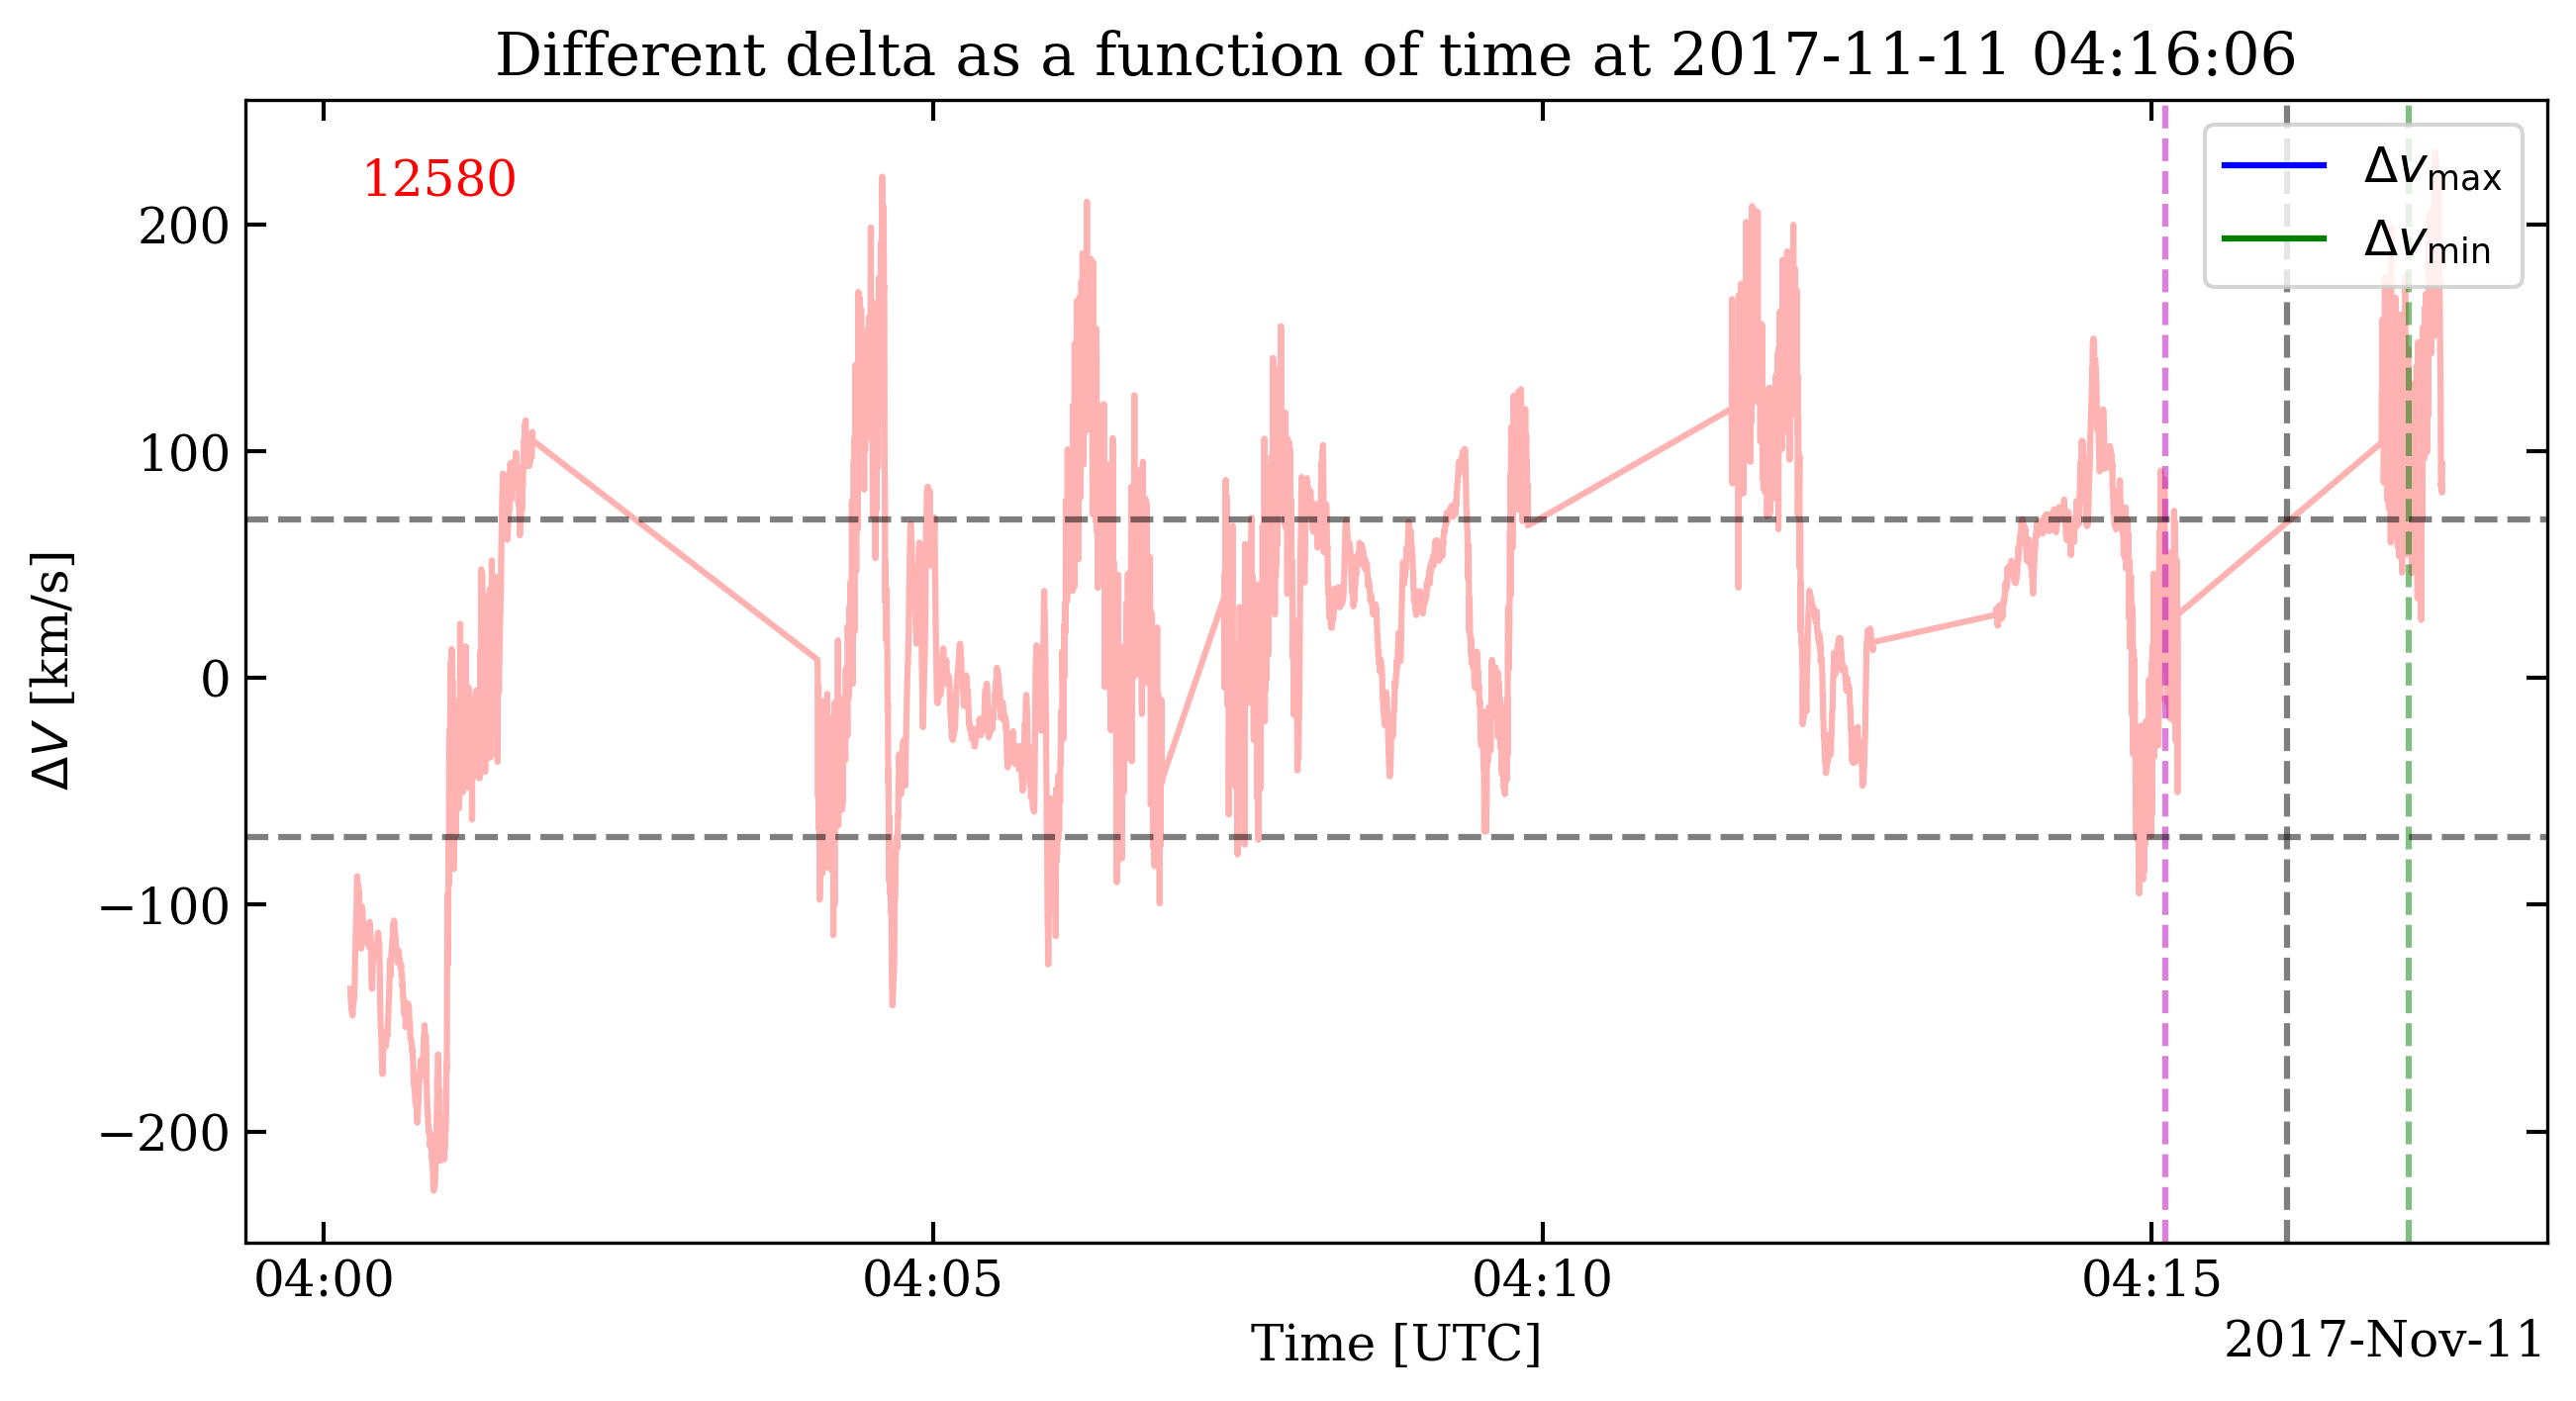 Different delta as a function of time at 2017-11-11 04:16:06
12580
Δv_max
Δv_min
200
100
0
−100
−200
ΔV [km/s]
04:00 04:05 04:10 04:15
Time [UTC]
2017-Nov-11